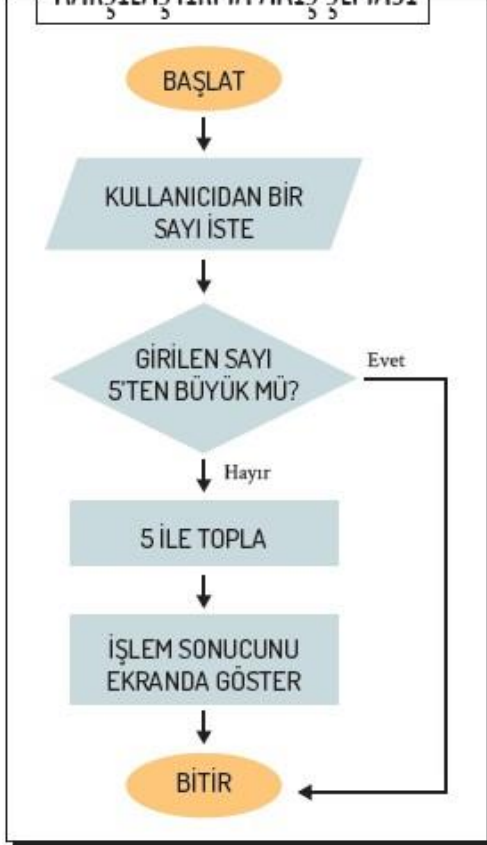 BAŞLAT
KULLANICIDAN BİR
SAYI İSTE
GİRİLEN SAYI
5'TEN BÜYÜK MÜ?
Evet
Hayır
5 İLE TOPLA
İŞLEM SONUCUNU
EKRANDA GÖSTER
BİTİR